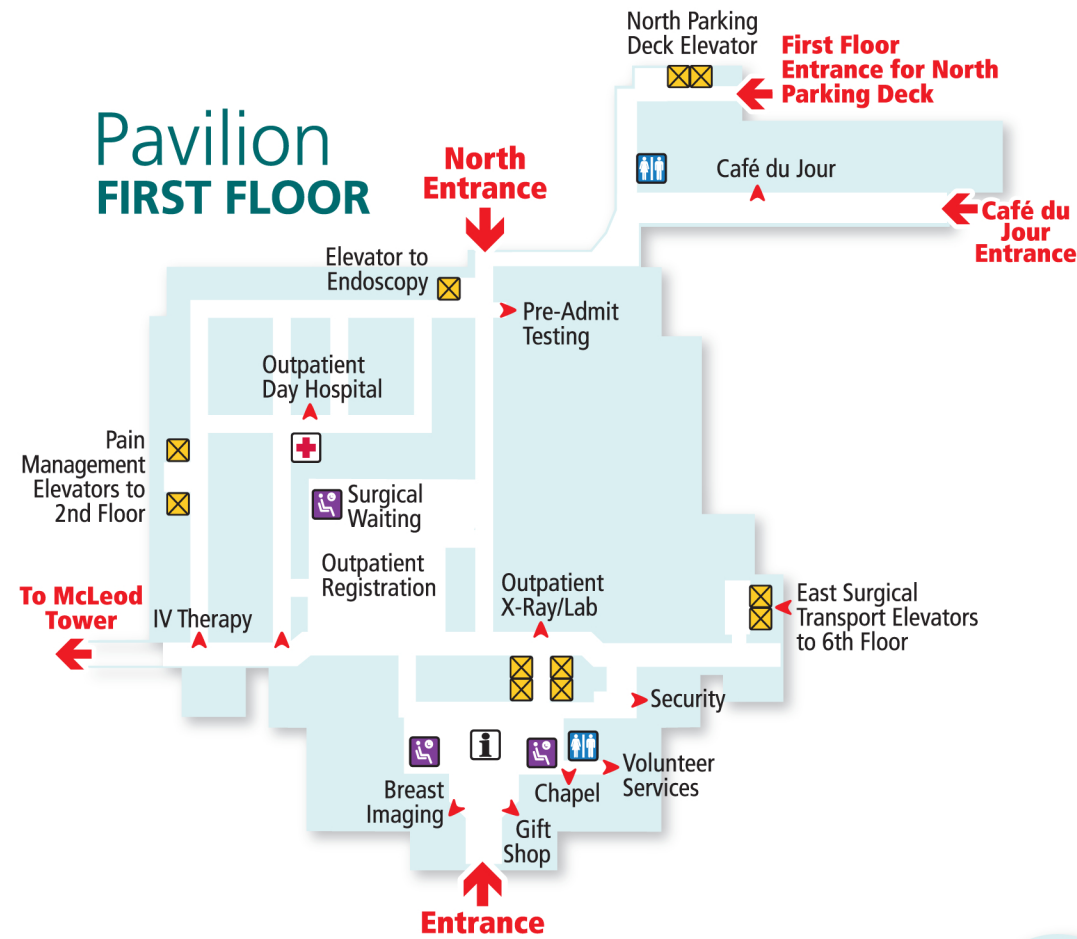 North Parking
Deck Elevator
First Floor
Entrance for North
Parking Deck
Pavilion
FIRST FLOOR
North
Entrance
Café du Jour
Café du
Jour
Entrance
Elevator to
Endoscopy
Pre-Admit
Testing
Outpatient
Day Hospital
Pain
Management
Elevators to
2nd Floor
Surgical
Waiting
Outpatient
Registration
Outpatient
X-Ray/Lab
To McLeod
Tower
IV Therapy
East Surgical
Transport Elevators
to 6th Floor
Security
i
Volunteer
Services
Breast
Imaging
Chapel
Gift
Shop
Entrance